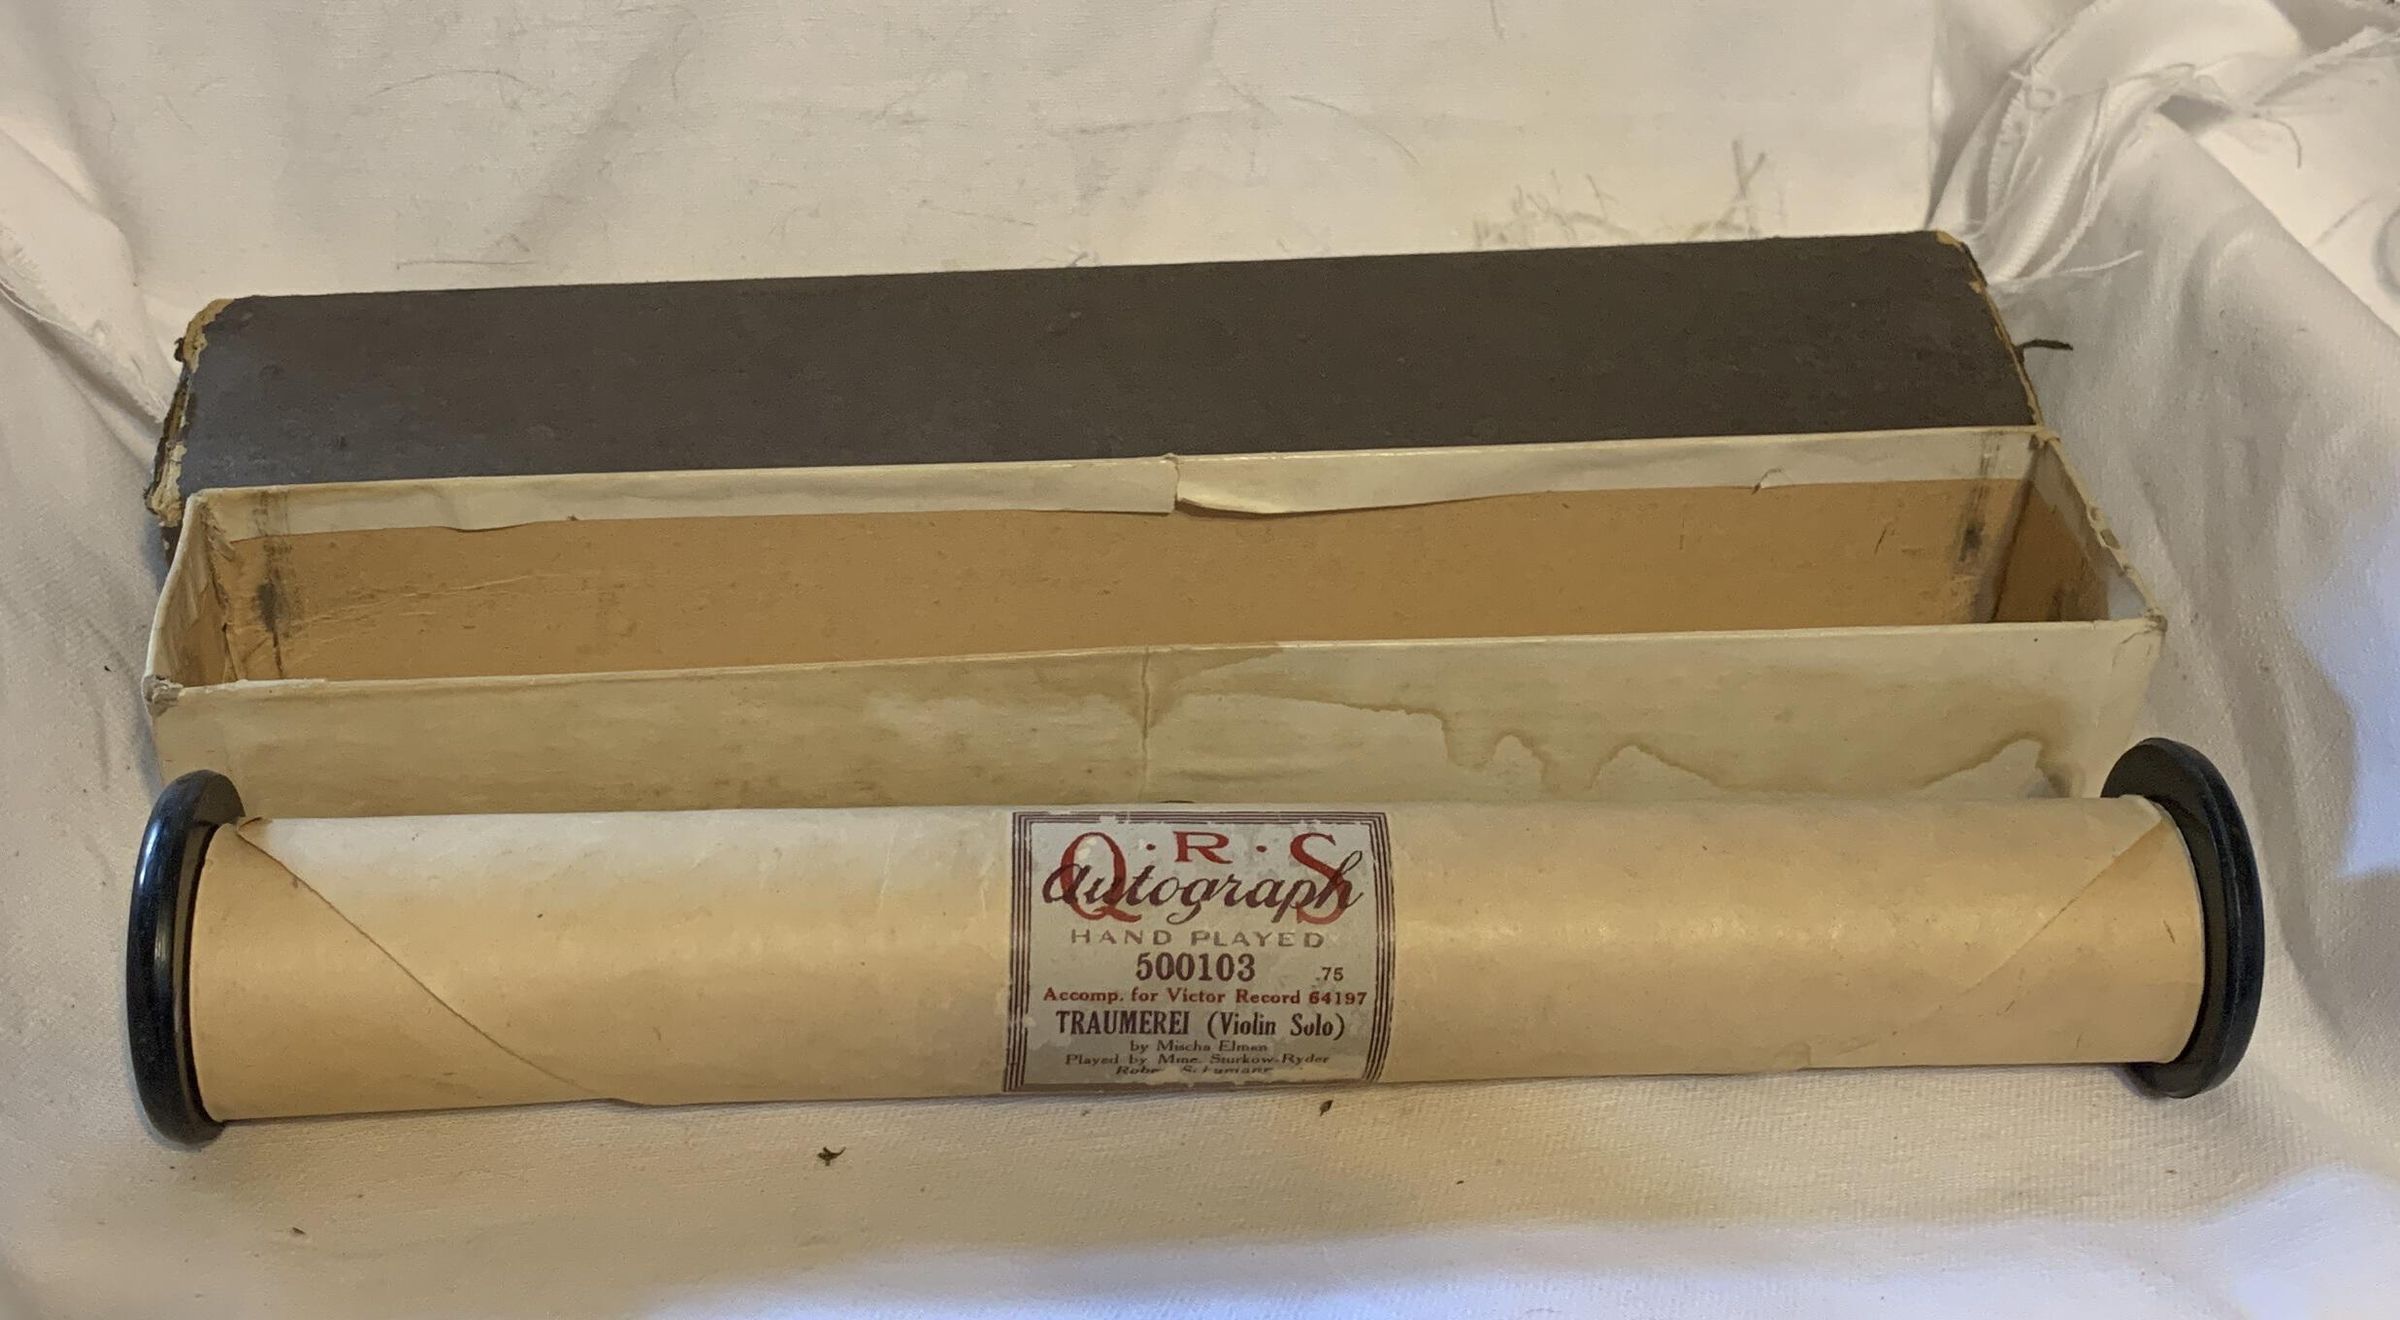 Q · R · S
Autograph
HAND PLAYED
500103 .75
Accomp. for Victor Record 64197
TRAUMEREI (Violin Solo)
by Mischa Elman
Played by Mme. Sturkow-Ryder
Schumann